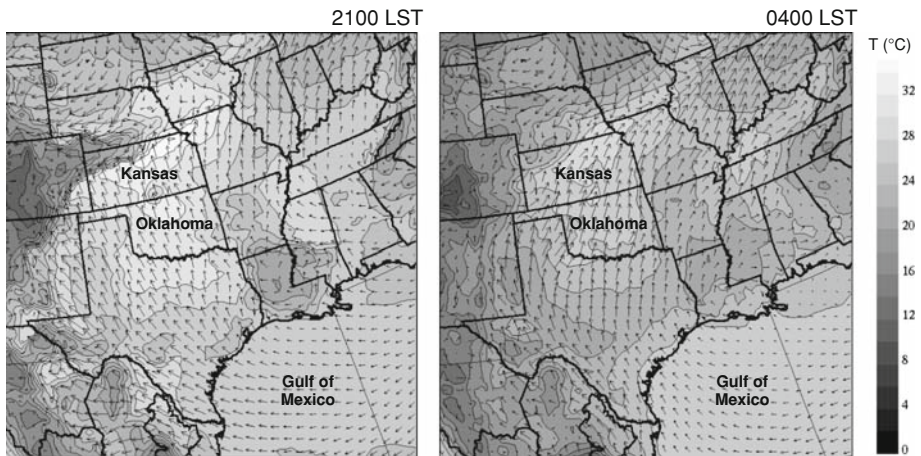 2100 LST
0400 LST
T (°C)
32
28
24
20
16
12
8
4
0
Kansas
Oklahoma
Gulf of
Mexico
Kansas
Oklahoma
Gulf of
Mexico